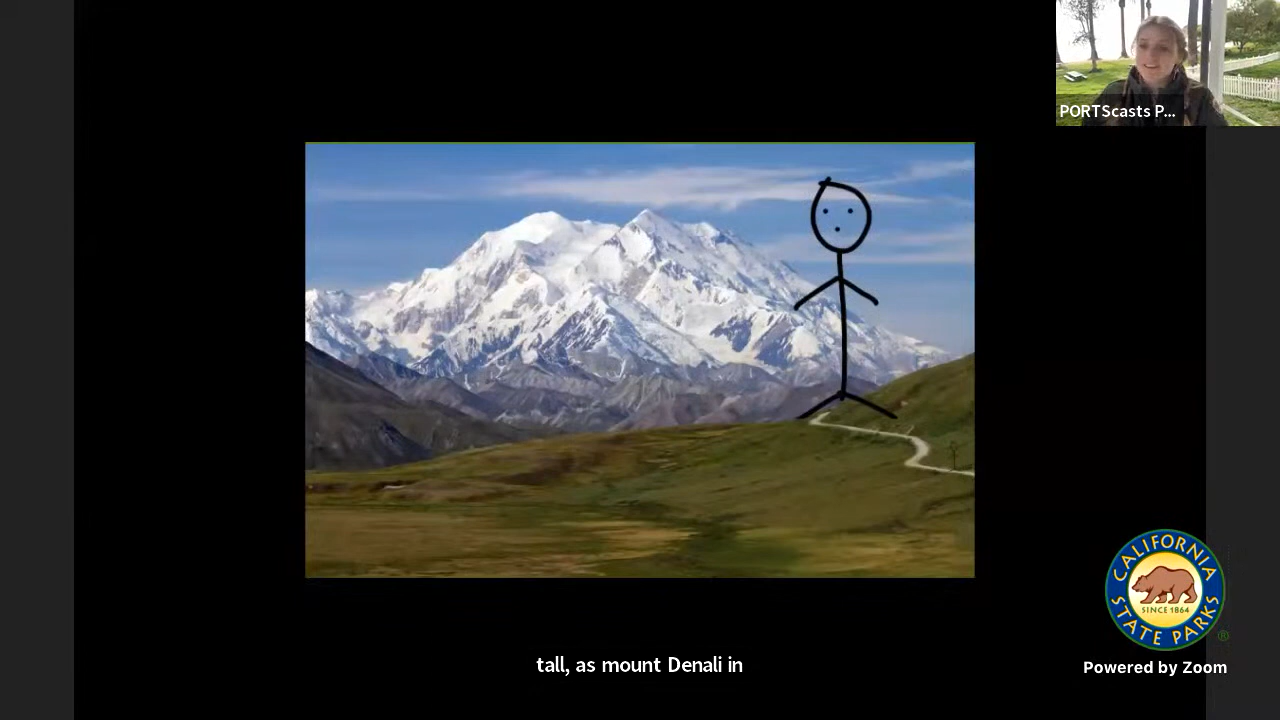 PORTScasts P...
CALIFORNIA
SINCE 1864
STATE PARKS
®
Powered by Zoom
tall, as mount Denali in